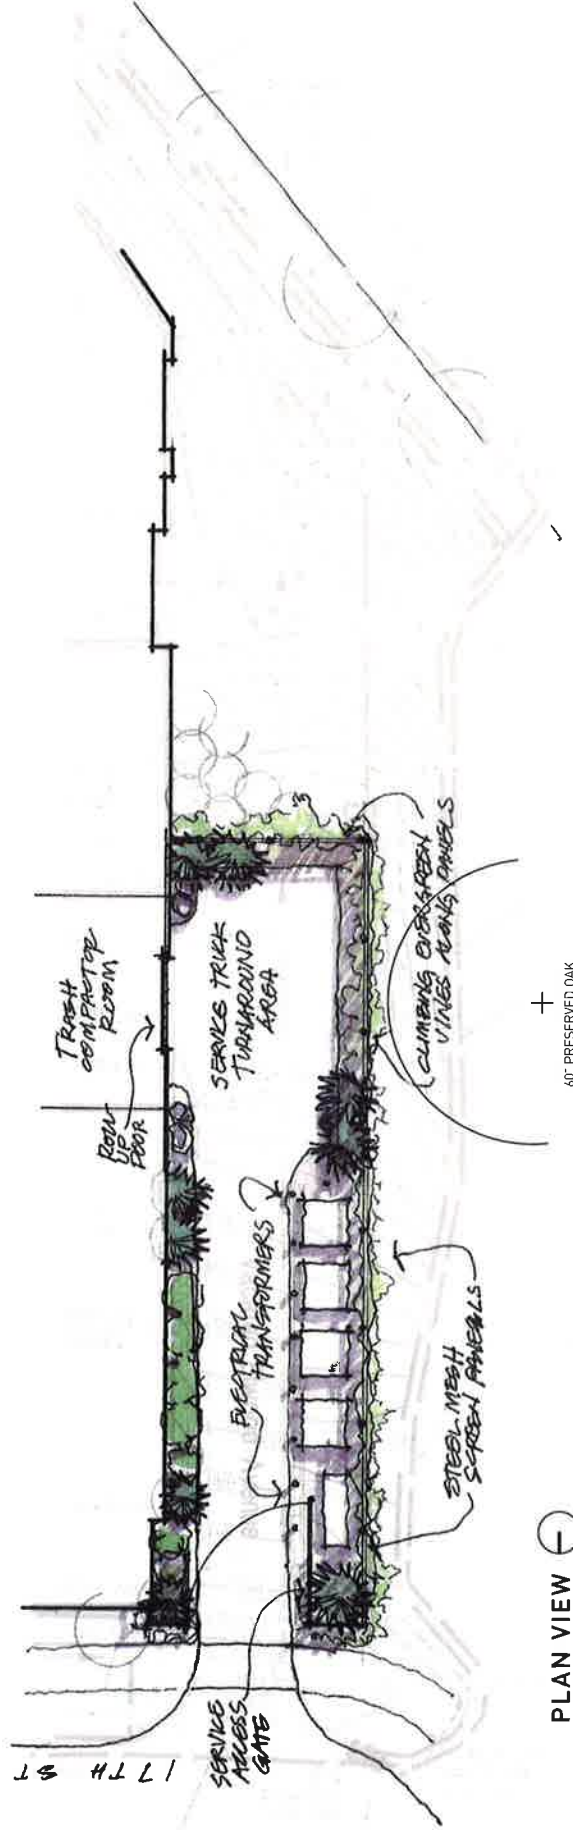 TRASH
COMPACTOR
ROOM
ROLL
UP
DOOR
SERVICE TRUCK
TURNAROUND
AREA
CLIMBING EVERGREEN
VINES ALONG PANELS
60" PRESERVED OAK
ELECTRICAL
TRANSFORMERS
STEEL MESH
SCREEN PANELS
SERVICE
ACCESS
GATE
17TH ST
PLAN VIEW